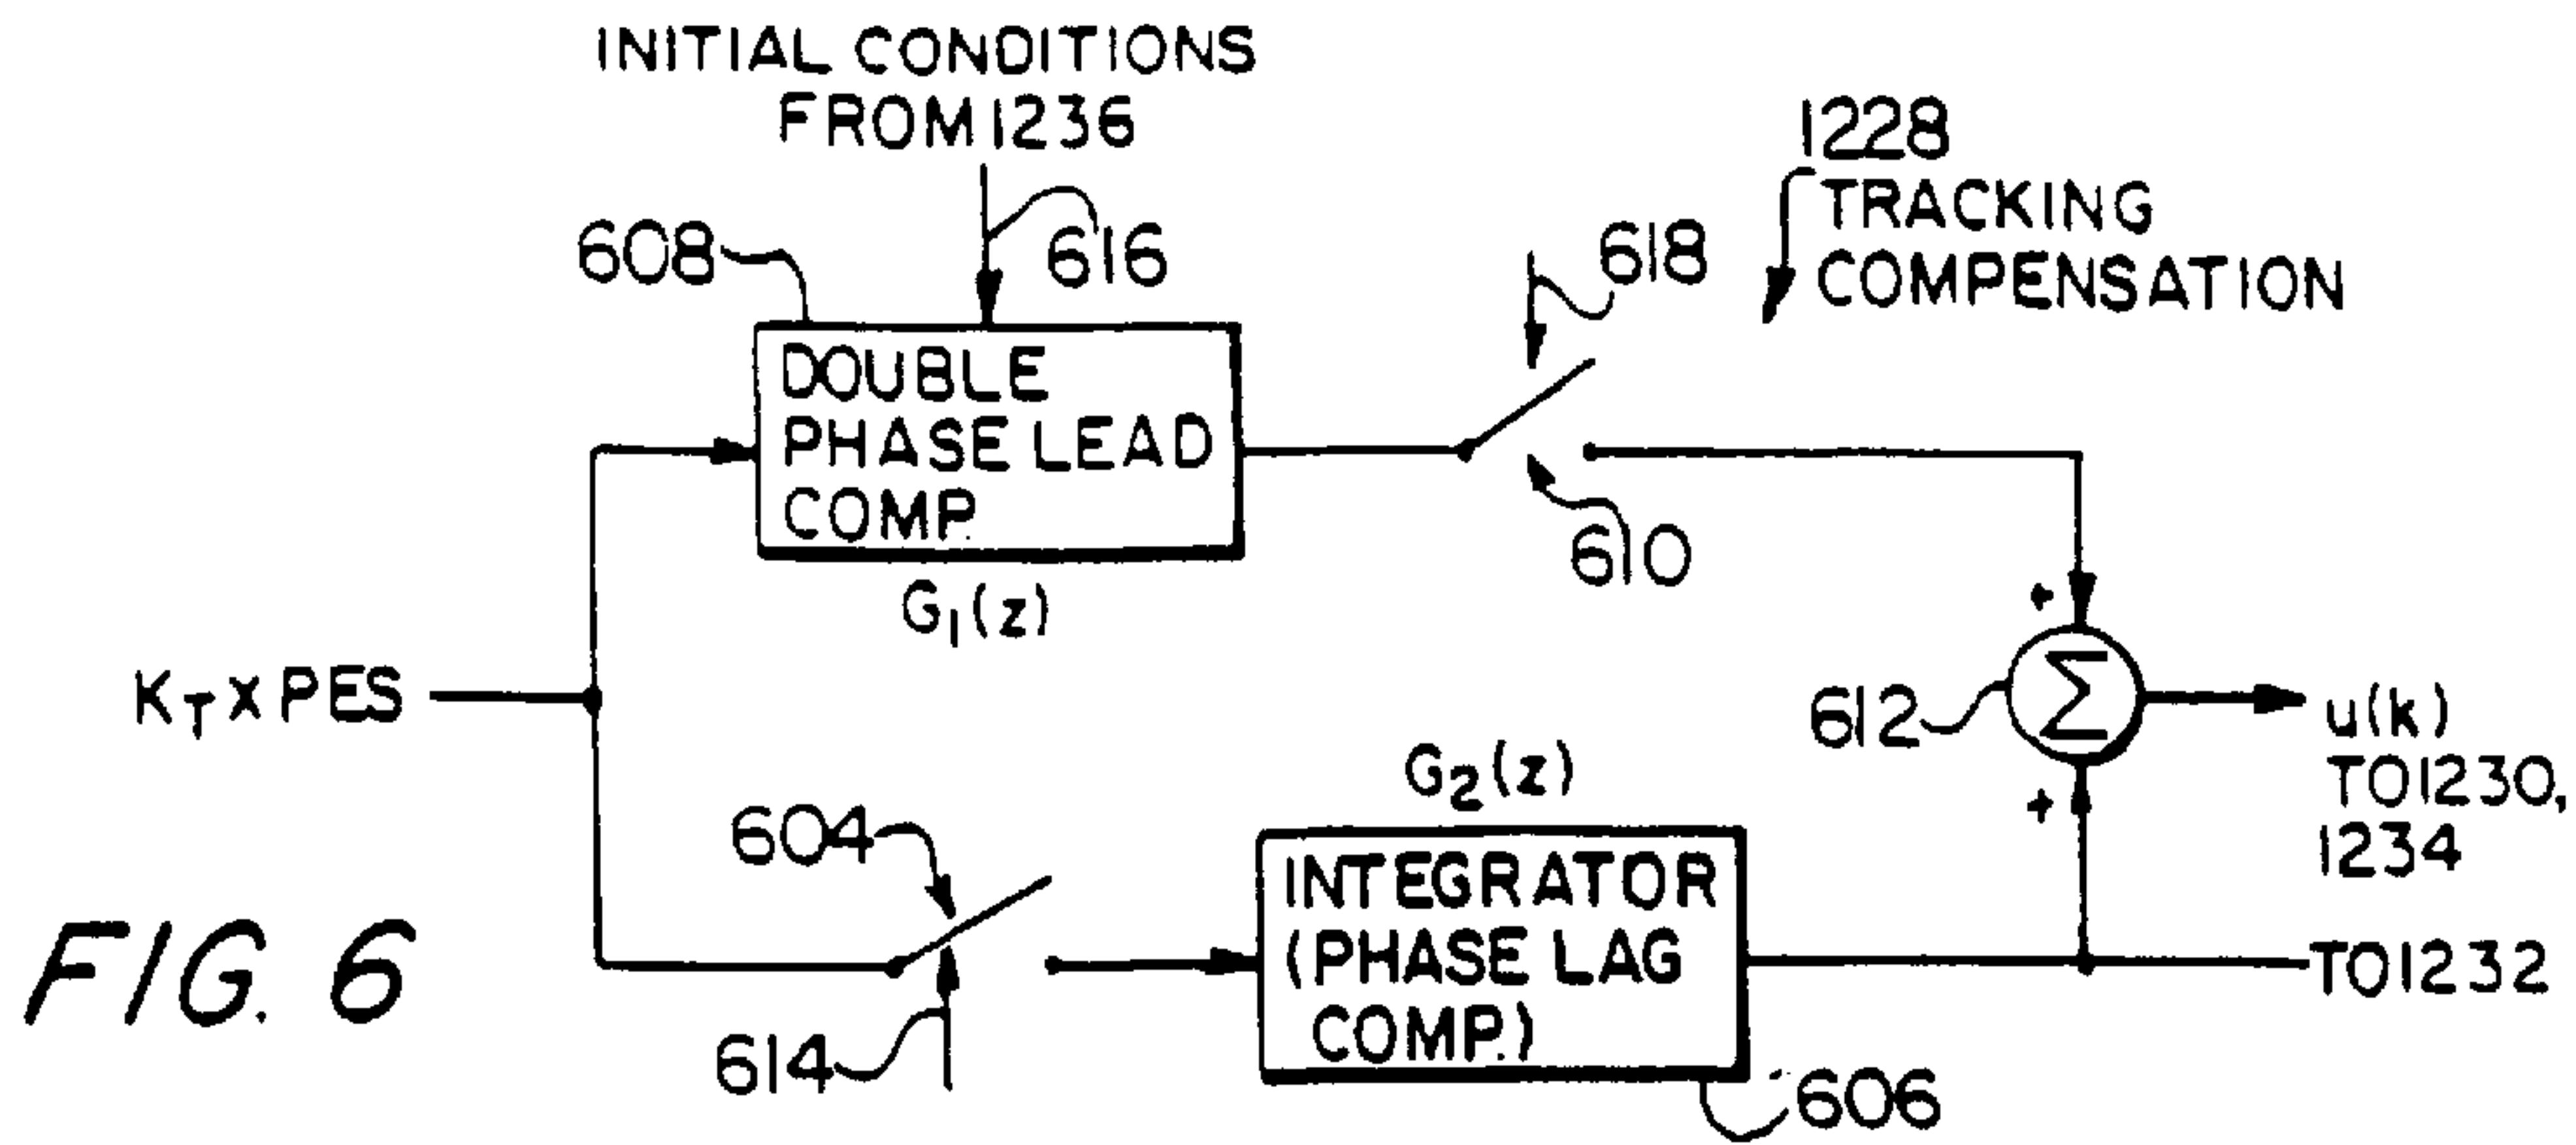 INITIAL CONDITIONS
FROM 1236
1228
TRACKING
COMPENSATION
608
616
618
DOUBLE
PHASE LEAD
COMP.
610
G₁(z)
K_T X PES
+
612
Σ
u(k)
TO 1230,
1234
+
G₂(z)
604
INTEGRATOR
(PHASE LAG
COMP.)
TO 1232
614
606
FIG. 6